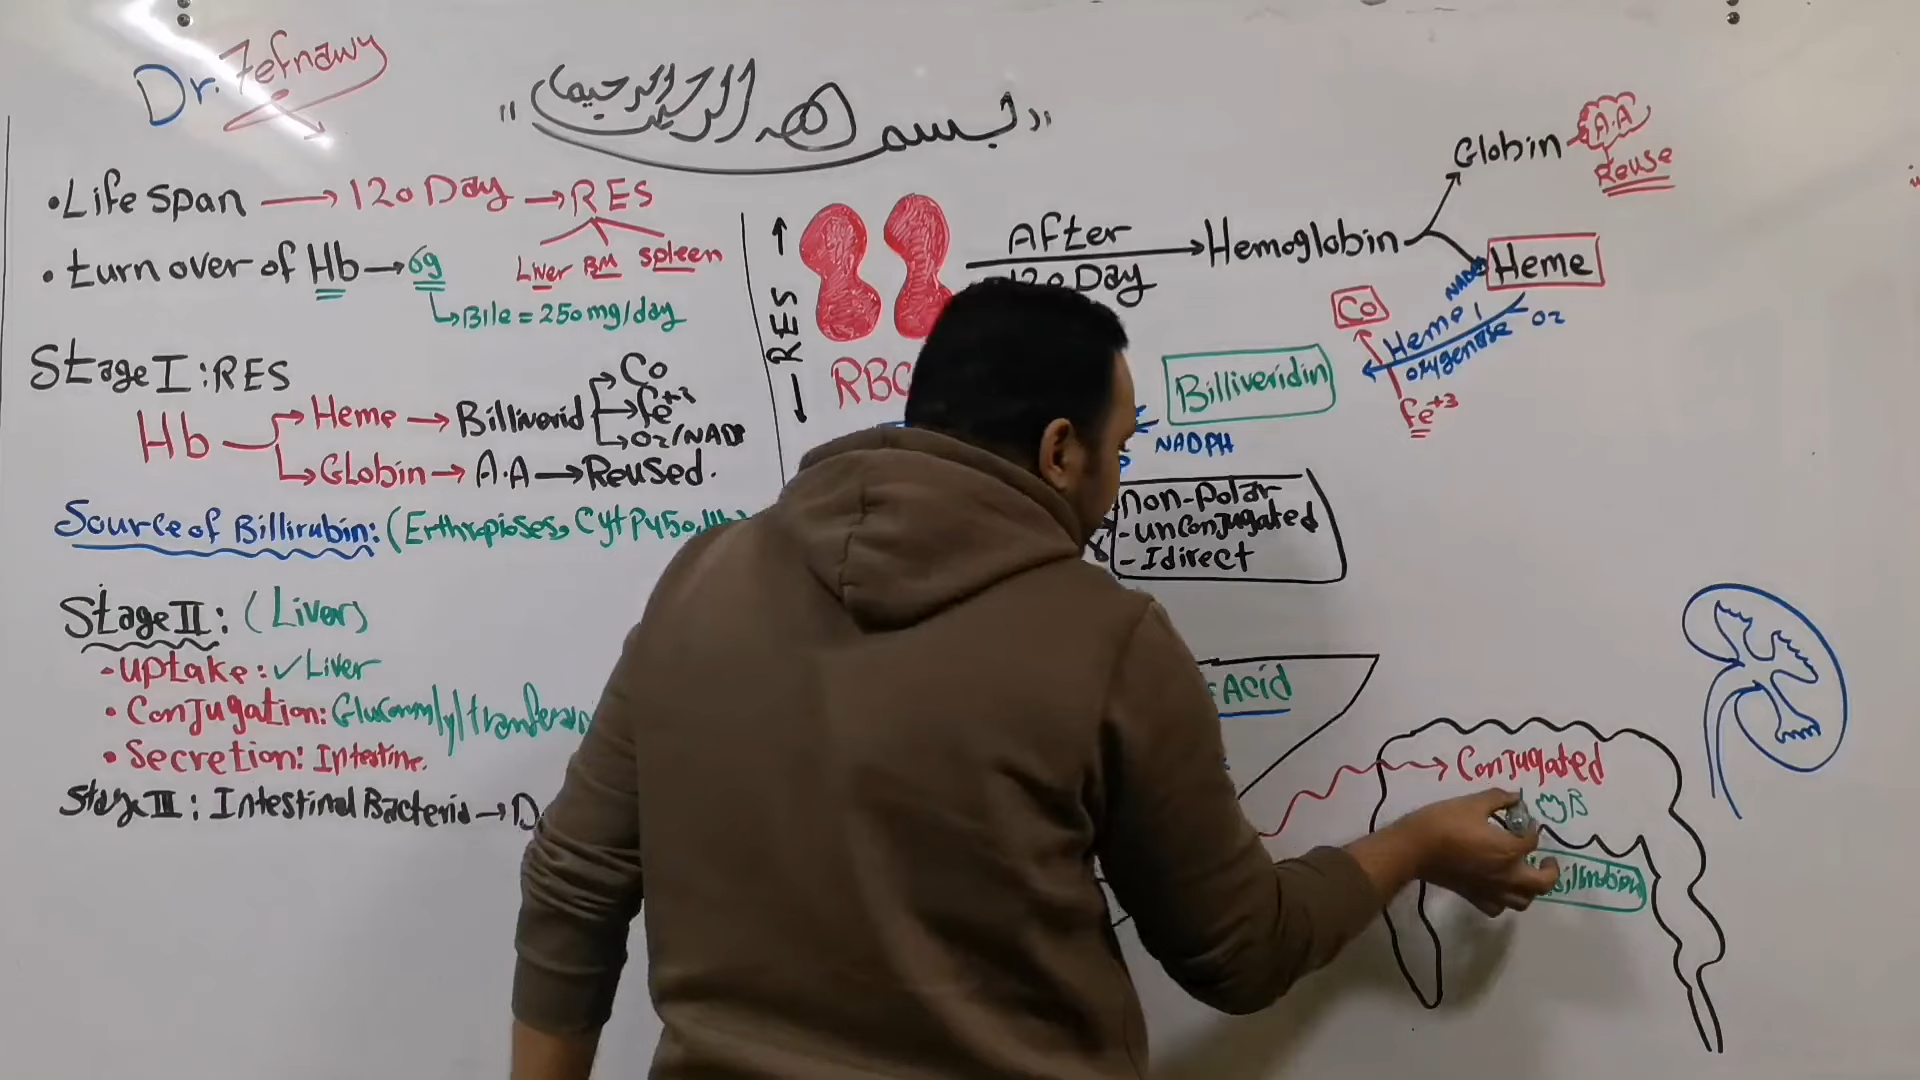 Dr. Zefnawy
"بسم الله الرحمن الرحيم"
• Life span → 120 Day → RES
Liver BM spleen
• turn over of Hb → 6g
↳ Bile = 250 mg/day
Stage I : RES
Hb
Heme → Billiverid
Co
Fe+3
O2/NADP
Globin → A.A → Reused.
Source of Billirubin: (Erthropioses, Cyt P450,
Stage II : (Liver)
• uptake: ✓ Liver
• Conjugation:
• Secretion: Intestine.
Stage III : Intestinal Bacteria → D
← RES →
RBC
After
120 Day
Hemoglobin
Globin
A.A
Reuse
Heme
NADP
Heme
oxygenase
O2
Co
Fe+3
Billiveridin
NADPH
non-polar
- unconjugated
- Idirect
Acid
Conjugated
B
Billirubin